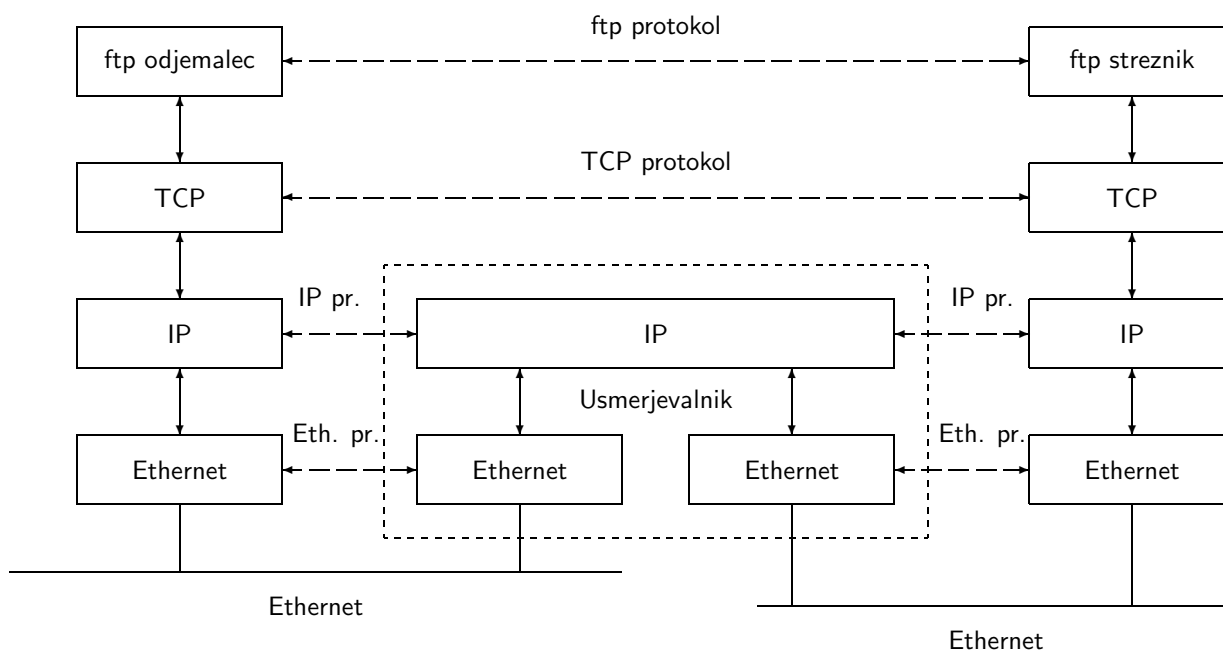 ftp protokol
ftp odjemalec
ftp streznik
TCP protokol
TCP
TCP
IP pr.
IP pr.
IP
IP
IP
Usmerjevalnik
Eth. pr.
Eth. pr.
Ethernet
Ethernet
Ethernet
Ethernet
Ethernet
Ethernet